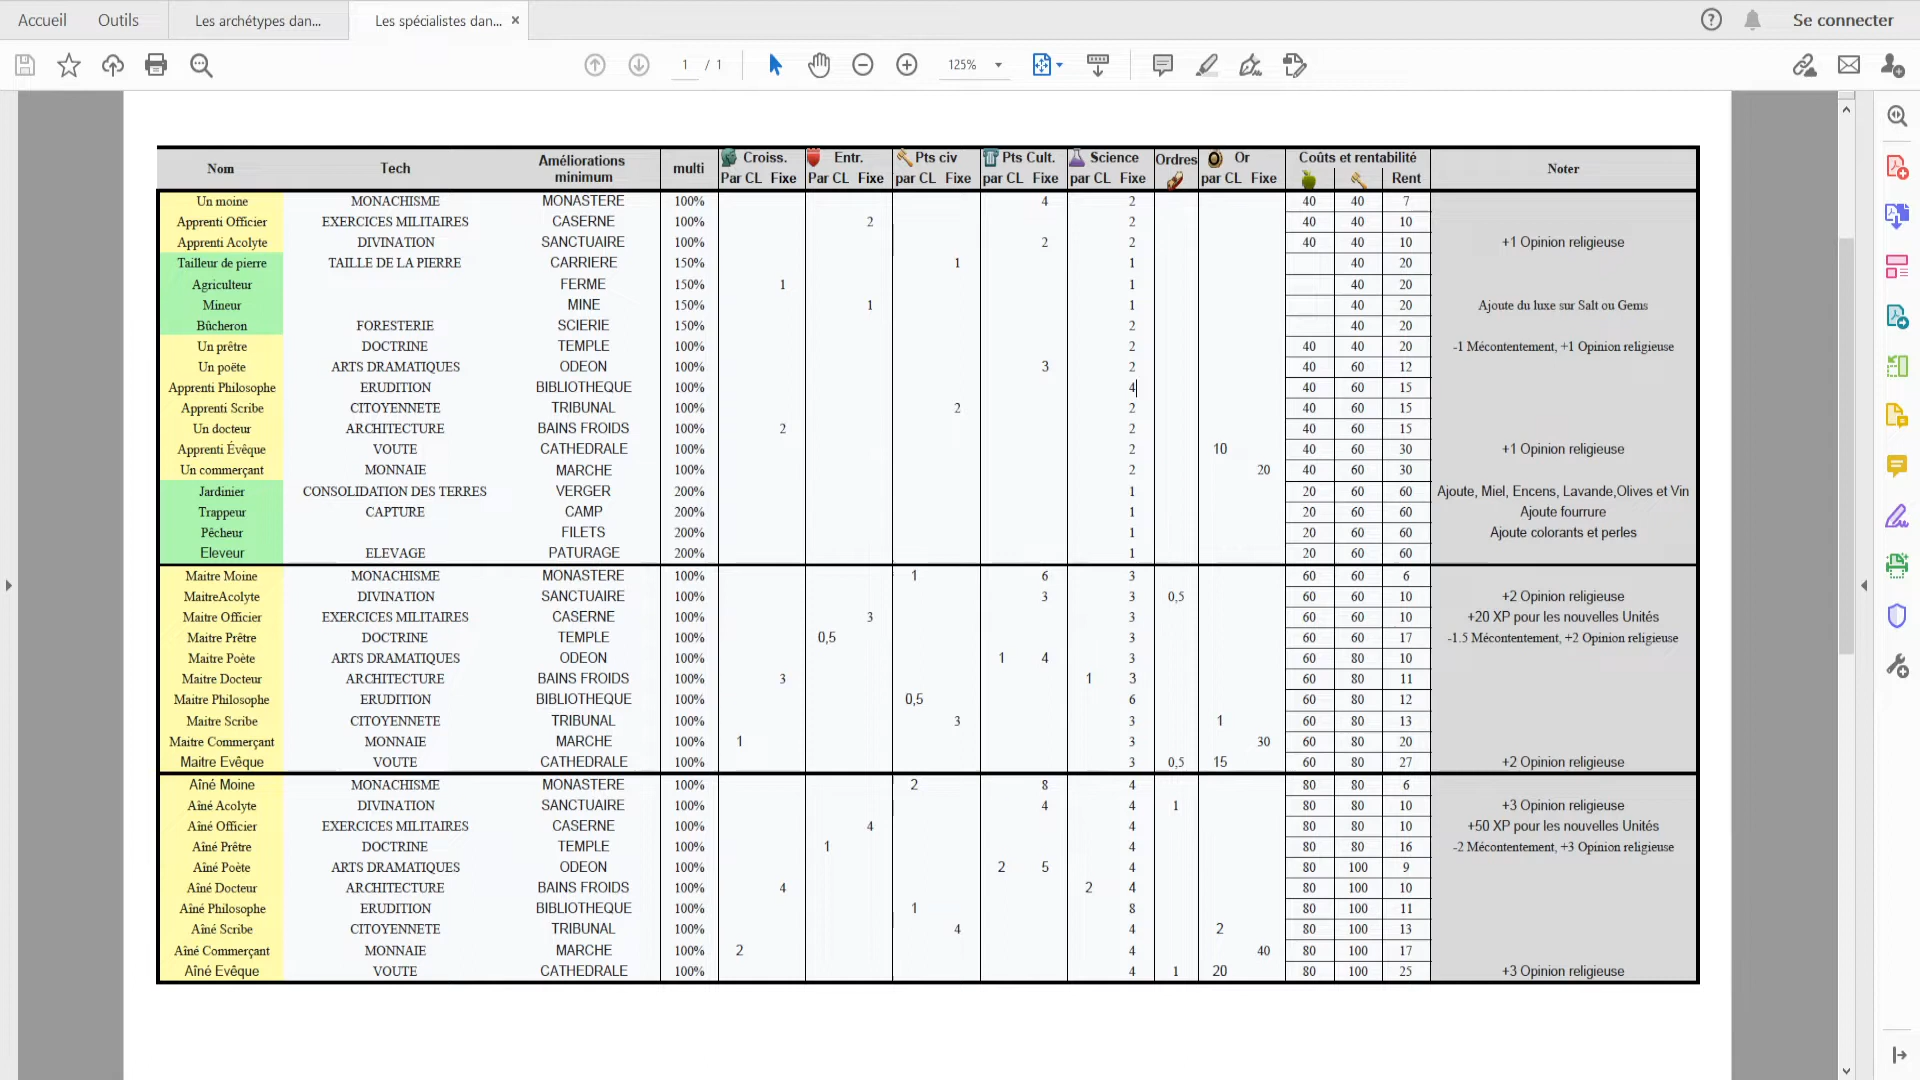 Accueil Outils Les archétypes dan... Les spécialistes dan... × Se connecter
1 / 1 125%
Nom Tech Améliorations minimum multi Croiss. Par CL Fixe Entr. Par CL Fixe Pts civ par CL Fixe Pts Cult. par CL Fixe Science par CL Fixe Ordres Or par CL Fixe Coûts et rentabilité Rent Noter
Un moine MONACHISME MONASTERE 100% 4 2 40 40 7
Apprenti Officier EXERCICES MILITAIRES CASERNE 100% 2 2 40 40 10
Apprenti Acolyte DIVINATION SANCTUAIRE 100% 2 2 40 40 10 +1 Opinion religieuse
Tailleur de pierre TAILLE DE LA PIERRE CARRIERE 150% 1 1 40 20
Agriculteur FERME 150% 1 1 40 20
Mineur MINE 150% 1 1 40 20 Ajoute du luxe sur Salt ou Gems
Bûcheron FORESTERIE SCIERIE 150% 2 40 20
Un prêtre DOCTRINE TEMPLE 100% 2 40 40 20 -1 Mécontentement, +1 Opinion religieuse
Un poëte ARTS DRAMATIQUES ODEON 100% 3 2 40 60 12
Apprenti Philosophe ERUDITION BIBLIOTHEQUE 100% 4 40 60 15
Apprenti Scribe CITOYENNETE TRIBUNAL 100% 2 2 40 60 15
Un docteur ARCHITECTURE BAINS FROIDS 100% 2 2 40 60 15
Apprenti Évêque VOUTE CATHEDRALE 100% 2 10 40 60 30 +1 Opinion religieuse
Un commerçant MONNAIE MARCHE 100% 2 20 40 60 30
Jardinier CONSOLIDATION DES TERRES VERGER 200% 1 20 60 60 Ajoute, Miel, Encens, Lavande,Olives et Vin
Trappeur CAPTURE CAMP 200% 1 20 60 60 Ajoute fourrure
Pêcheur FILETS 200% 1 20 60 60 Ajoute colorants et perles
Eleveur ELEVAGE PATURAGE 200% 1 20 60 60
Maitre Moine MONACHISME MONASTERE 100% 1 6 3 60 60 6
MaitreAcolyte DIVINATION SANCTUAIRE 100% 3 3 0,5 60 60 10 +2 Opinion religieuse
Maitre Officier EXERCICES MILITAIRES CASERNE 100% 3 3 60 60 10 +20 XP pour les nouvelles Unités
Maitre Prêtre DOCTRINE TEMPLE 100% 0,5 3 60 60 17 -1.5 Mécontentement, +2 Opinion religieuse
Maitre Poète ARTS DRAMATIQUES ODEON 100% 1 4 3 60 80 10
Maitre Docteur ARCHITECTURE BAINS FROIDS 100% 3 1 3 60 80 11
Maitre Philosophe ERUDITION BIBLIOTHEQUE 100% 0,5 6 60 80 12
Maitre Scribe CITOYENNETE TRIBUNAL 100% 3 3 1 60 80 13
Maitre Commerçant MONNAIE MARCHE 100% 1 3 30 60 80 20
Maitre Evêque VOUTE CATHEDRALE 100% 3 0,5 15 60 80 27 +2 Opinion religieuse
Aîné Moine MONACHISME MONASTERE 100% 2 8 4 80 80 6
Aîné Acolyte DIVINATION SANCTUAIRE 100% 4 4 1 80 80 10 +3 Opinion religieuse
Aîné Officier EXERCICES MILITAIRES CASERNE 100% 4 4 80 80 10 +50 XP pour les nouvelles Unités
Aîné Prêtre DOCTRINE TEMPLE 100% 1 4 80 80 16 -2 Mécontentement, +3 Opinion religieuse
Aîné Poète ARTS DRAMATIQUES ODEON 100% 2 5 4 80 100 9
Aîné Docteur ARCHITECTURE BAINS FROIDS 100% 4 2 4 80 100 10
Aîné Philosophe ERUDITION BIBLIOTHEQUE 100% 1 8 80 100 11
Aîné Scribe CITOYENNETE TRIBUNAL 100% 4 4 2 80 100 13
Aîné Commerçant MONNAIE MARCHE 100% 2 4 40 80 100 17
Aîné Evêque VOUTE CATHEDRALE 100% 4 1 20 80 100 25 +3 Opinion religieuse